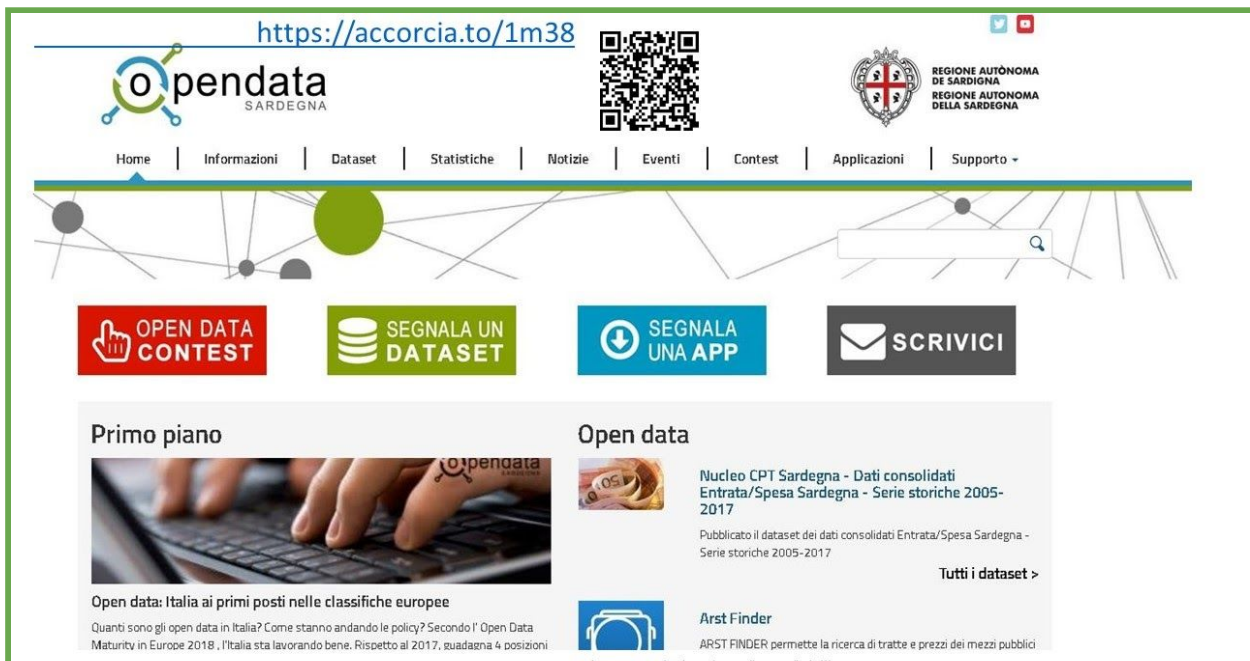 https://accorcia.to/1m38
opendata
SARDEGNA
REGIONE AUTÒNOMA
DE SARDIGNA
REGIONE AUTONOMA
DELLA SARDEGNA
Home Informazioni Dataset Statistiche Notizie Eventi Contest Applicazioni Supporto
OPEN DATA
CONTEST
SEGNALA UN
DATASET
SEGNALA
UNA APP
SCRIVICI
Primo piano
opendata
SARDEGNA
Open data: Italia ai primi posti nelle classifiche europee
Quanti sono gli open data in Italia? Come stanno andando le policy? Secondo l' Open Data
Maturity in Europe 2018 , l'Italia sta lavorando bene. Rispetto al 2017, guadagna 4 posizioni
Open data
50
Nucleo CPT Sardegna - Dati consolidati
Entrata/Spesa Sardegna - Serie storiche 2005-
2017
Pubblicato il dataset dei dati consolidati Entrata/Spesa Sardegna -
Serie storiche 2005-2017
Tutti i dataset >
Arst Finder
ARST FINDER permette la ricerca di tratte e prezzi dei mezzi pubblici